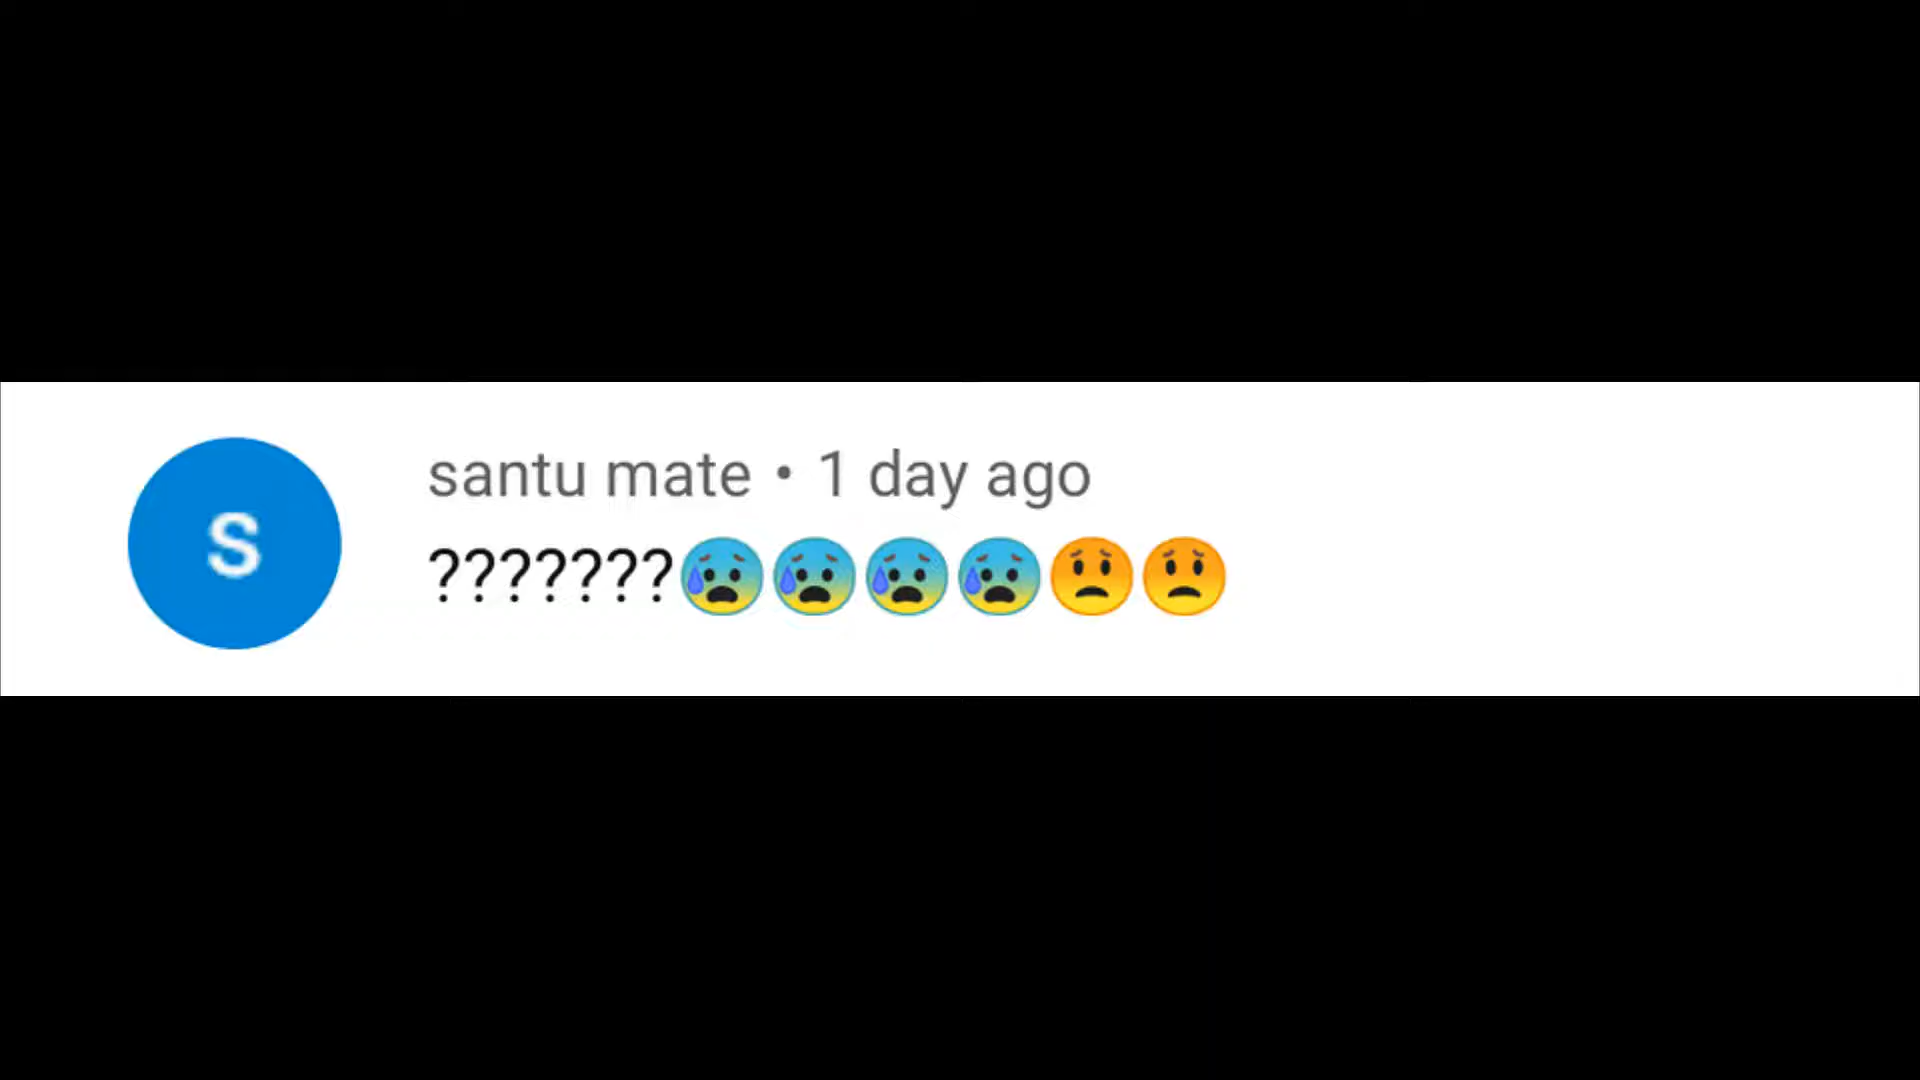 S
santu mate • 1 day ago
???????😰😰😰😰😟😟